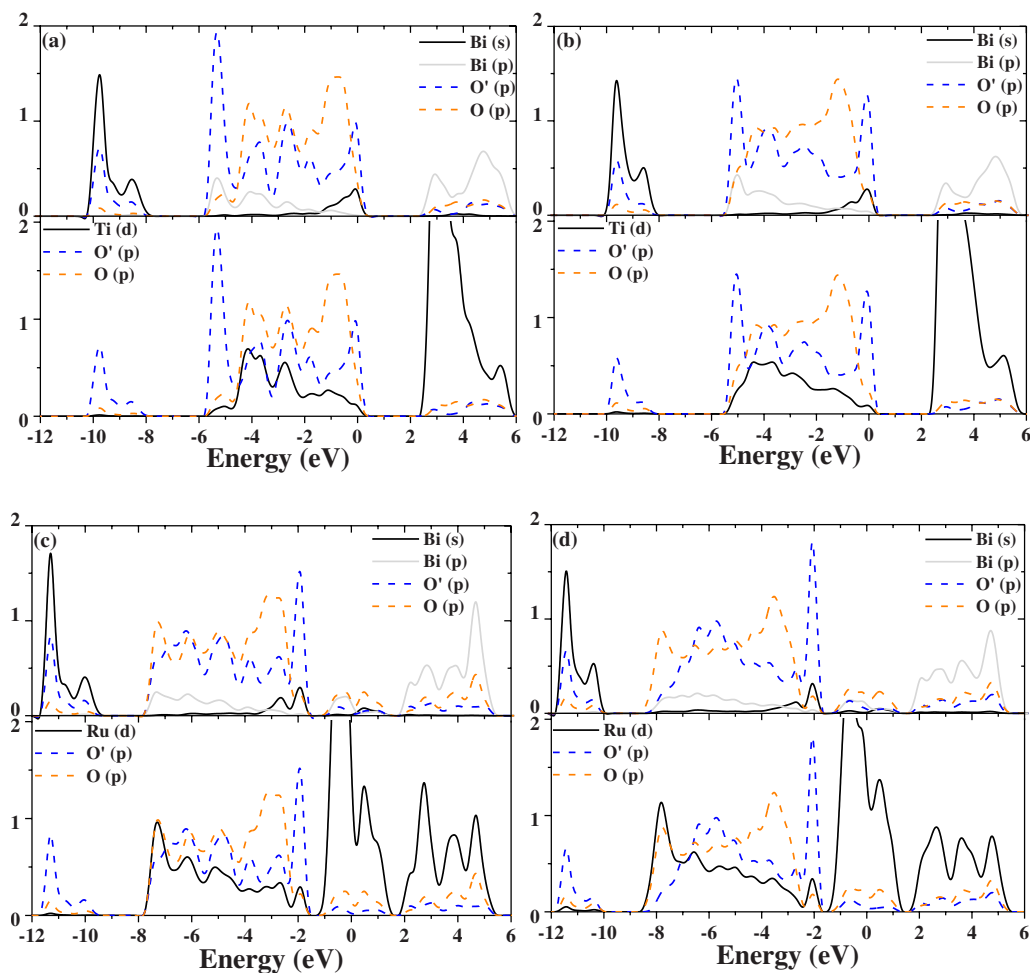 2
(a)
Bi (s)
Bi (p)
O' (p)
O (p)
1
0
2
Ti (d)
O' (p)
O (p)
1
0
-12 -10 -8 -6 -4 -2 0 2 4 6
Energy (eV)
2
(b)
Bi (s)
Bi (p)
O' (p)
O (p)
1
0
2
Ti (d)
O' (p)
O (p)
1
0
-12 -10 -8 -6 -4 -2 0 2 4 6
Energy (eV)
2
(c)
Bi (s)
Bi (p)
O' (p)
O (p)
1
0
2
Ru (d)
O' (p)
O (p)
1
0
-12 -10 -8 -6 -4 -2 0 2 4 6
Energy (eV)
2
(d)
Bi (s)
Bi (p)
O' (p)
O (p)
1
0
2
Ru (d)
O' (p)
O (p)
1
0
-12 -10 -8 -6 -4 -2 0 2 4 6
Energy (eV)